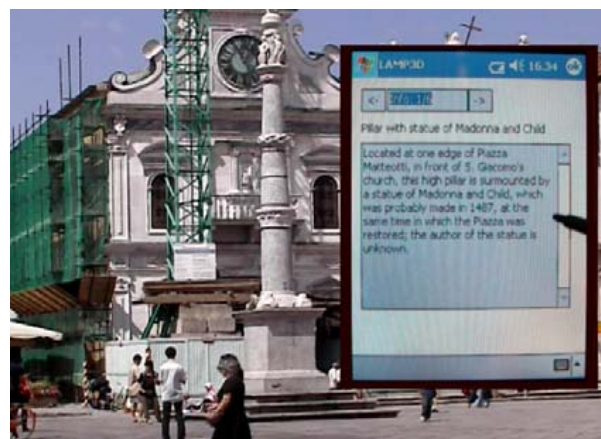 LAMP3D
16.34 ok
<-
->
Pillar with statue of Madonna and Child
Located at one edge of Piazza
Matteotti, in front of S. Giacomo's
church, this high pillar is surmounted by
a statue of Madonna and Child, which
was probably made in 1487, at the
same time in which the Piazza was
restored; the author of the statue is
unknown.